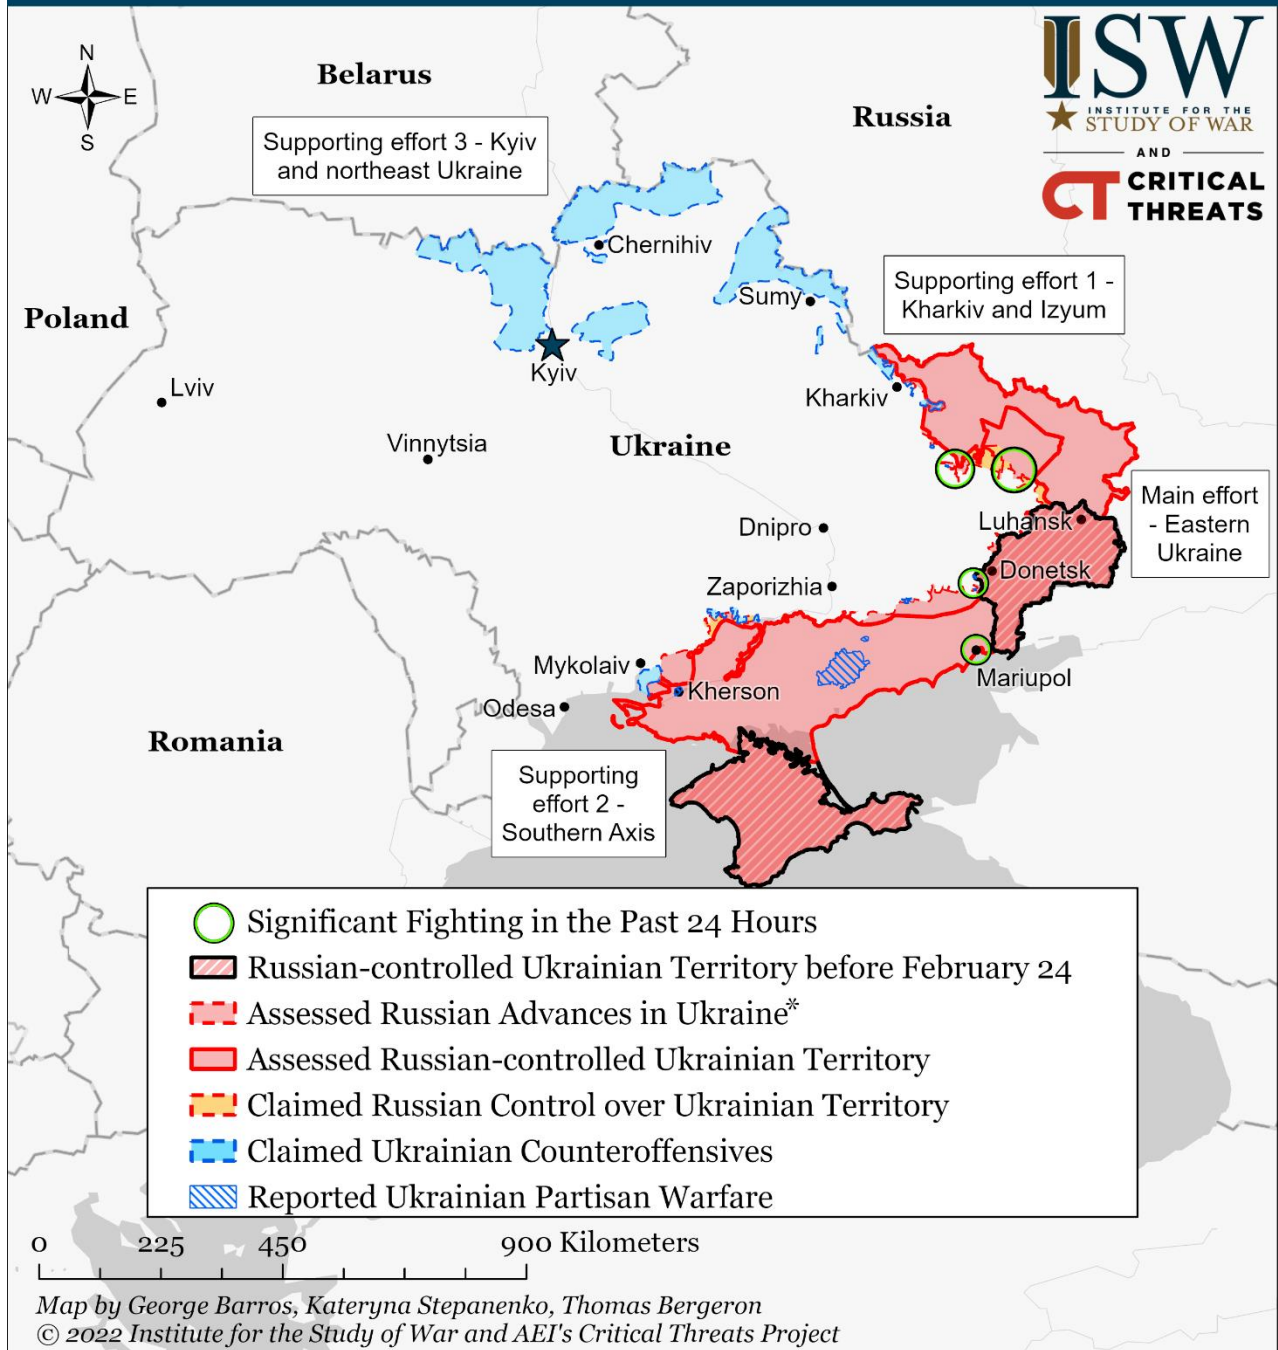 N
W E
S
Belarus
Russia
ISW
INSTITUTE FOR THE
STUDY OF WAR
AND
CT CRITICAL
THREATS
Supporting effort 3 - Kyiv
and northeast Ukraine
Chernihiv
Supporting effort 1 -
Kharkiv and Izyum
Sumy
Poland
Kyiv
Lviv
Kharkiv
Vinnytsia
Ukraine
Main effort
- Eastern
Ukraine
Luhansk
Dnipro
Donetsk
Zaporizhia
Mykolaiv
Mariupol
Kherson
Odesa
Romania
Supporting
effort 2 -
Southern Axis
Significant Fighting in the Past 24 Hours
Russian-controlled Ukrainian Territory before February 24
Assessed Russian Advances in Ukraine*
Assessed Russian-controlled Ukrainian Territory
Claimed Russian Control over Ukrainian Territory
Claimed Ukrainian Counteroffensives
Reported Ukrainian Partisan Warfare
0 225 450 900 Kilometers
Map by George Barros, Kateryna Stepanenko, Thomas Bergeron
© 2022 Institute for the Study of War and AEI's Critical Threats Project